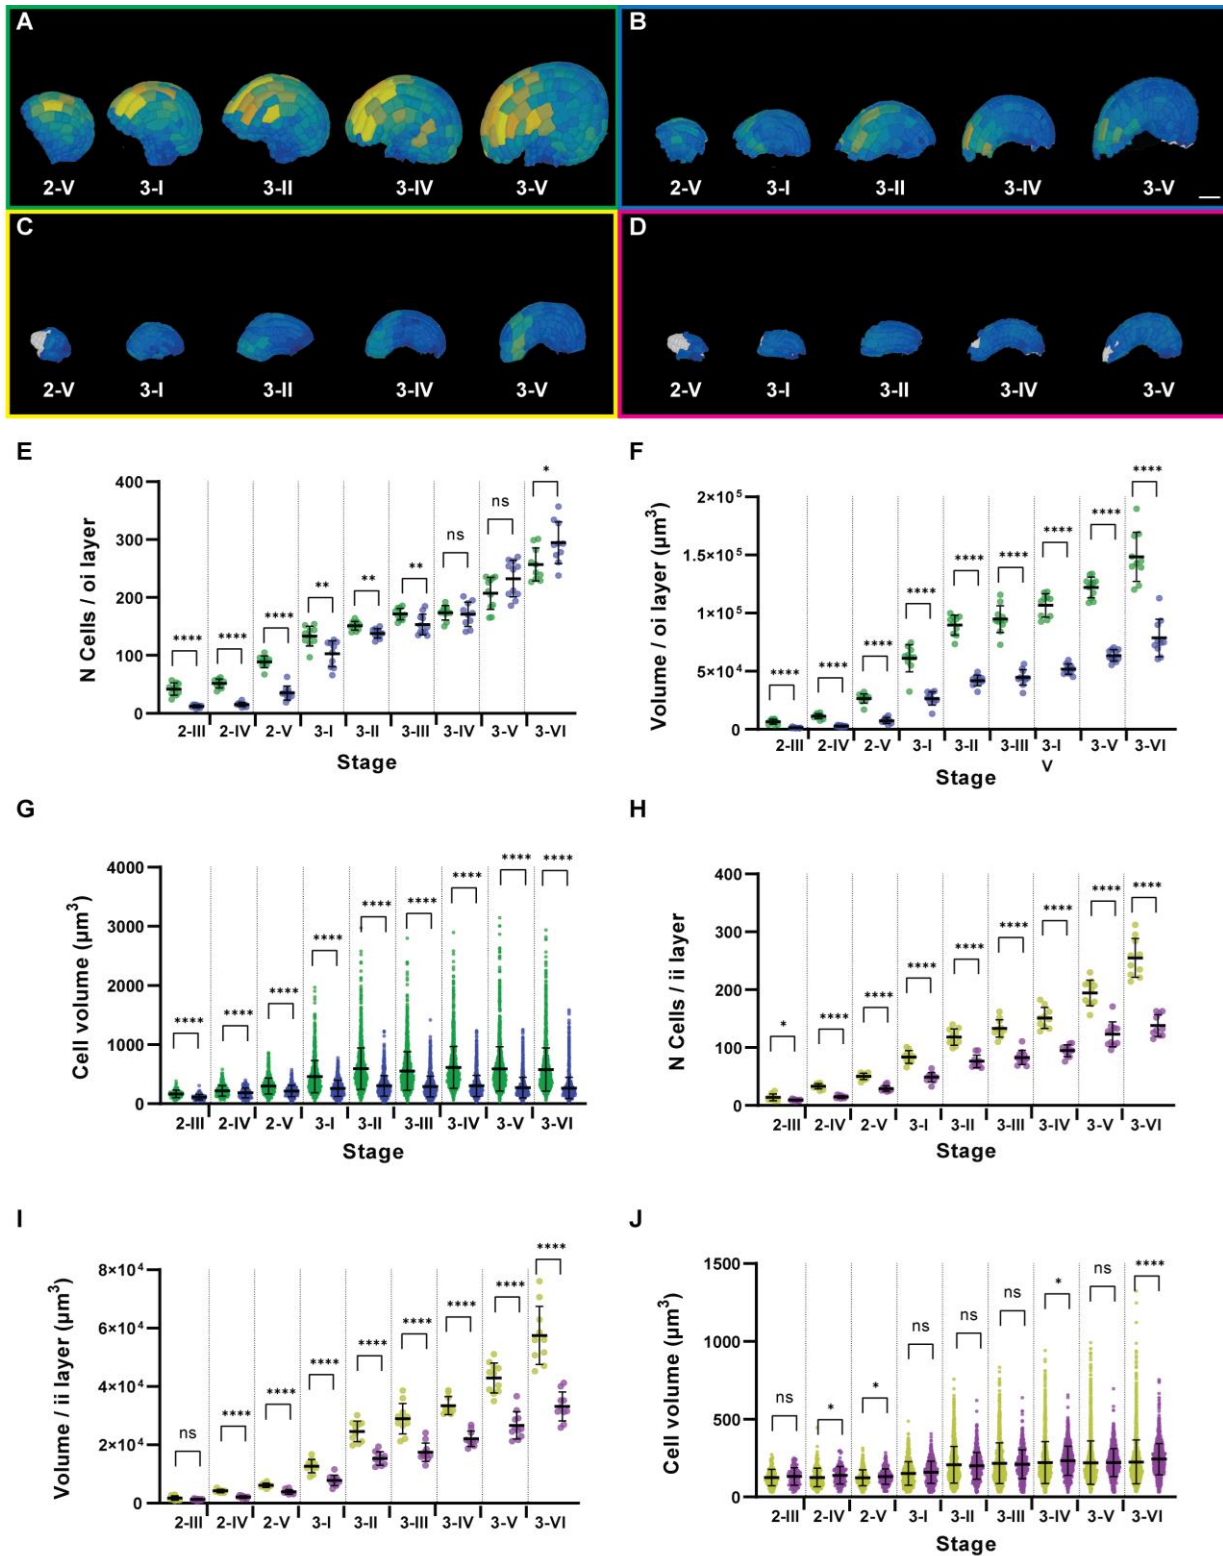 A
B
2-V 3-I 3-II 3-IV 3-V
2-V 3-I 3-II 3-IV 3-V
C
D
2-V 3-I 3-II 3-IV 3-V
2-V 3-I 3-II 3-IV 3-V
E
N Cells / oi layer
400
300
200
100
0
**** **** **** ** ** ** ns ns *
2-III 2-IV 2-V 3-I 3-II 3-III 3-IV 3-V 3-VI
Stage
F
Volume / oi layer (µm³)
2×10⁵
1.5×10⁵
1×10⁵
5×10⁴
0
**** **** **** **** **** **** **** **** ****
2-III 2-IV 2-V 3-I 3-II 3-III 3-I 3-V 3-VI
V
Stage
G
Cell volume (µm³)
4000
3000
2000
1000
0
**** **** **** **** **** **** **** **** ****
2-III 2-IV 2-V 3-I 3-II 3-III 3-IV 3-V 3-VI
Stage
H
N Cells / ii layer
400
300
200
100
0
* **** **** **** **** **** **** **** ****
2-III 2-IV 2-V 3-I 3-II 3-III 3-IV 3-V 3-VI
Stage
I
Volume / ii layer (µm³)
8×10⁴
6×10⁴
4×10⁴
2×10⁴
0
ns **** **** **** **** **** **** **** ****
2-III 2-IV 2-V 3-I 3-II 3-III 3-IV 3-V 3-VI
Stage
J
Cell volume (µm³)
1500
1000
500
0
ns * * ns ns ns * ns ****
2-III 2-IV 2-V 3-I 3-II 3-III 3-IV 3-V 3-VI
Stage